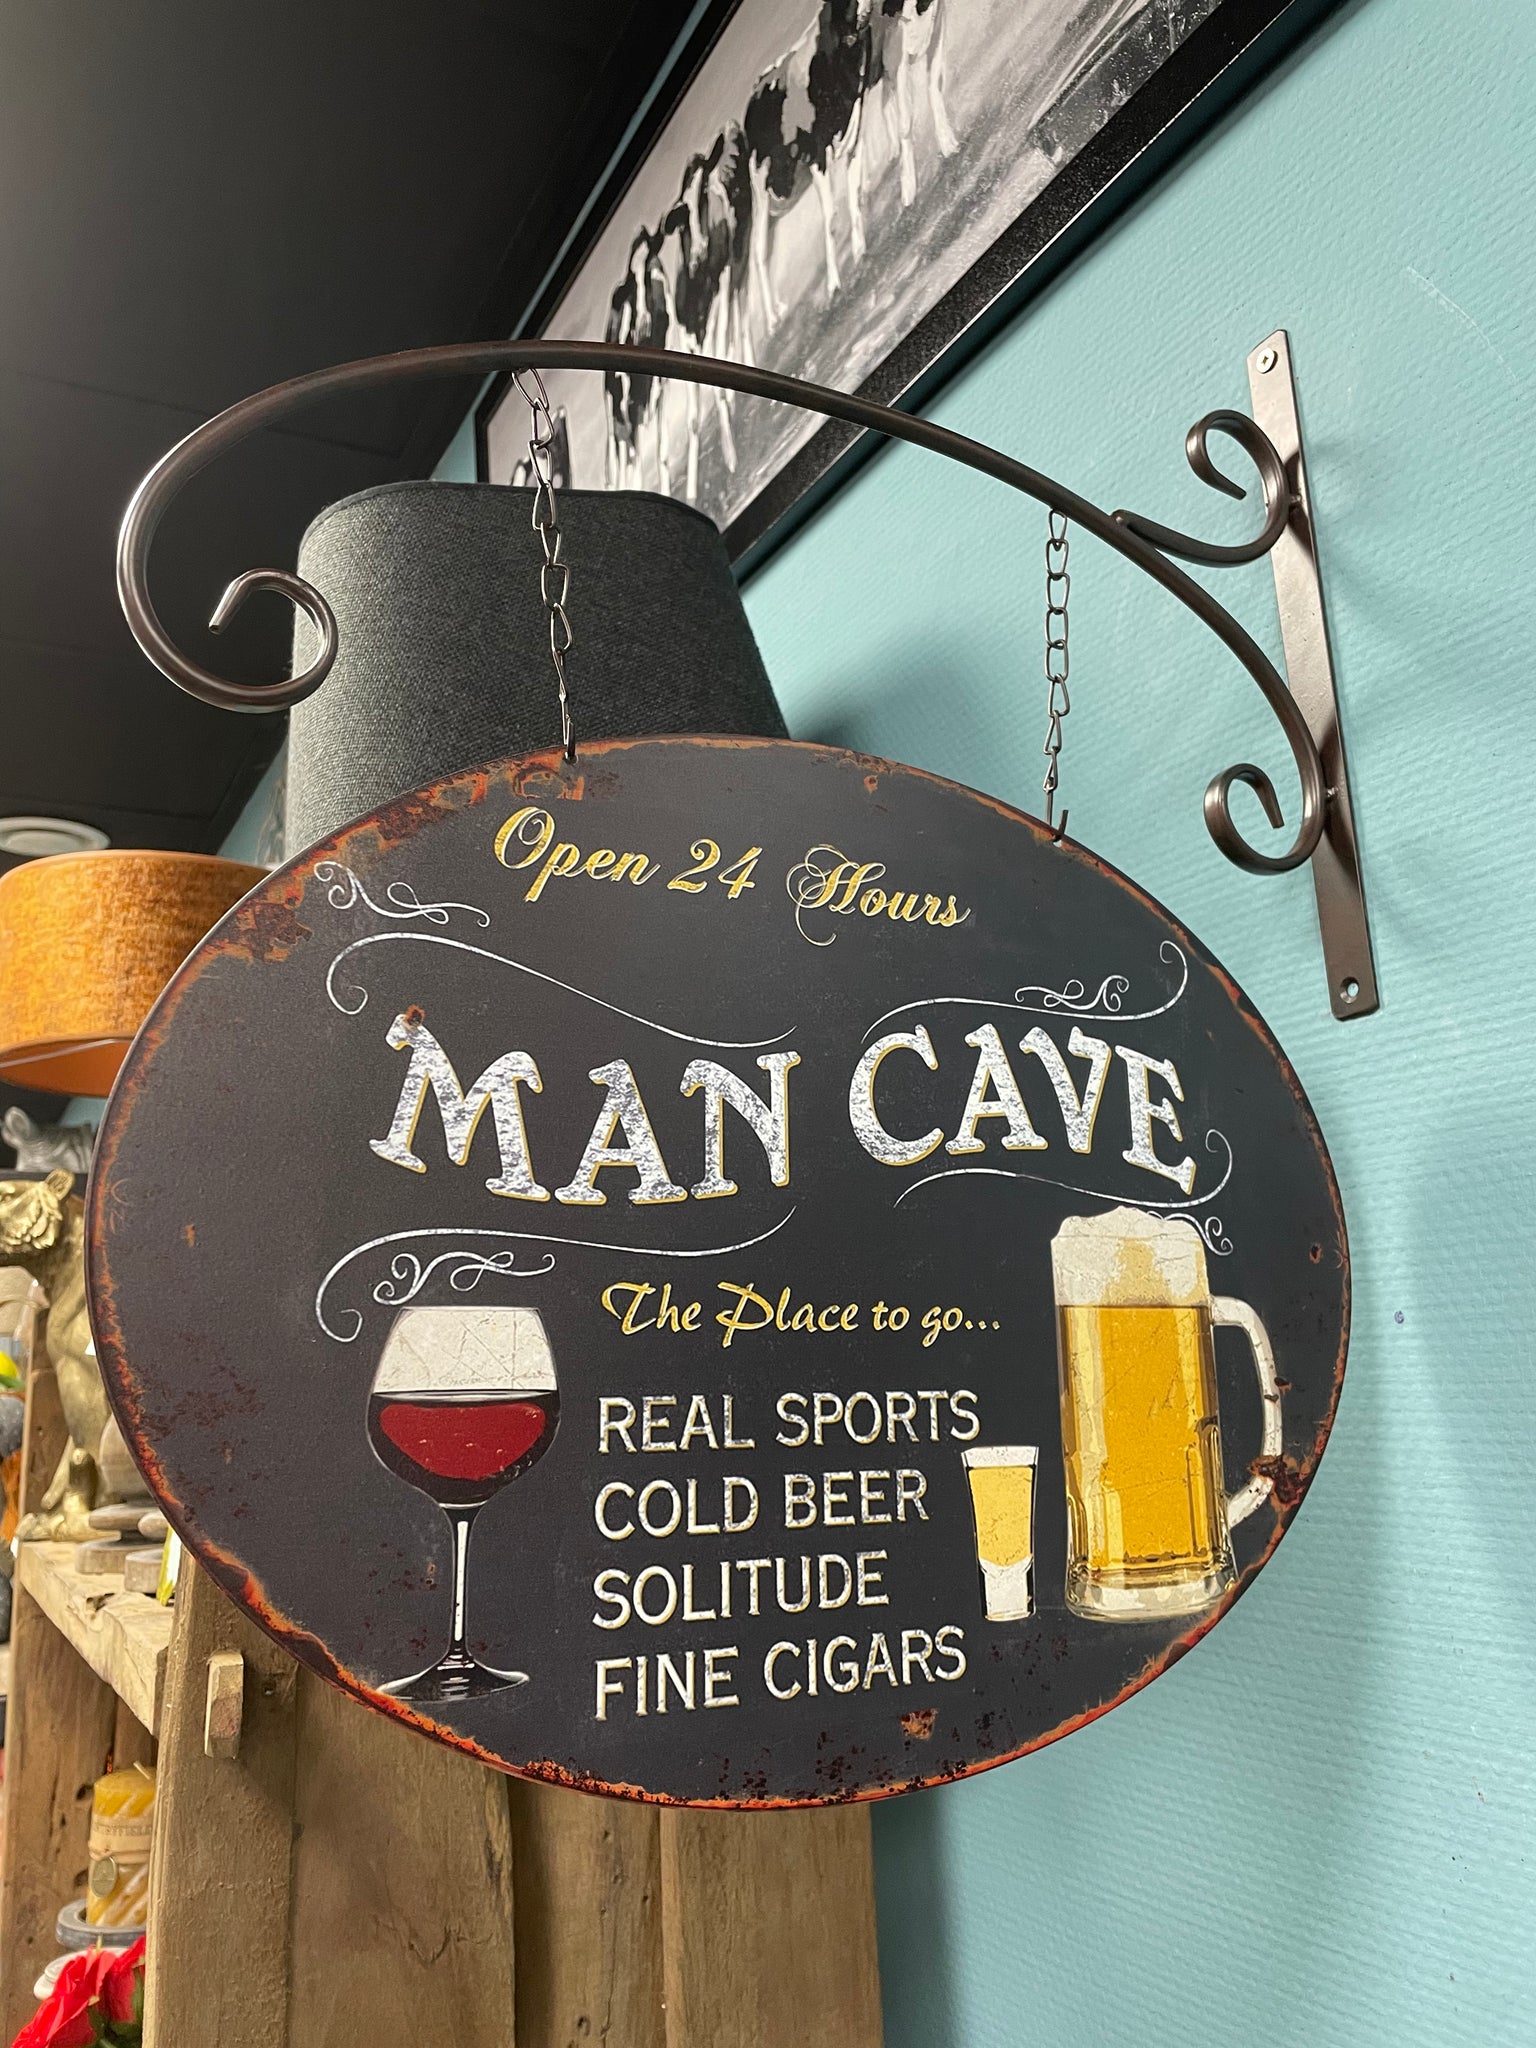 Open 24 Hours
MAN CAVE
The Place to go...
REAL SPORTS
COLD BEER
SOLITUDE
FINE CIGARS